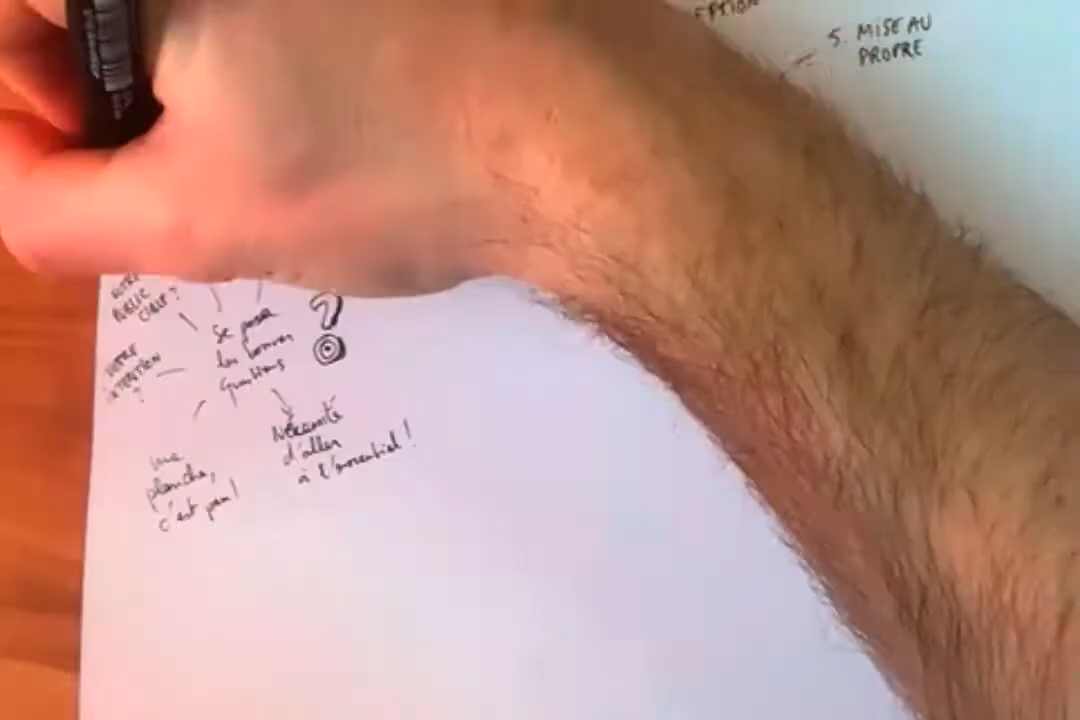 5. MISE AU
PROPRE
VOTRE
PUBLIC
CIBLE ?
Se poser
les bonnes
questions
?
VOTRE
INTENTION
?
Nécessité
d'aller
à l'essentiel !
une
planche,
c'est peu !